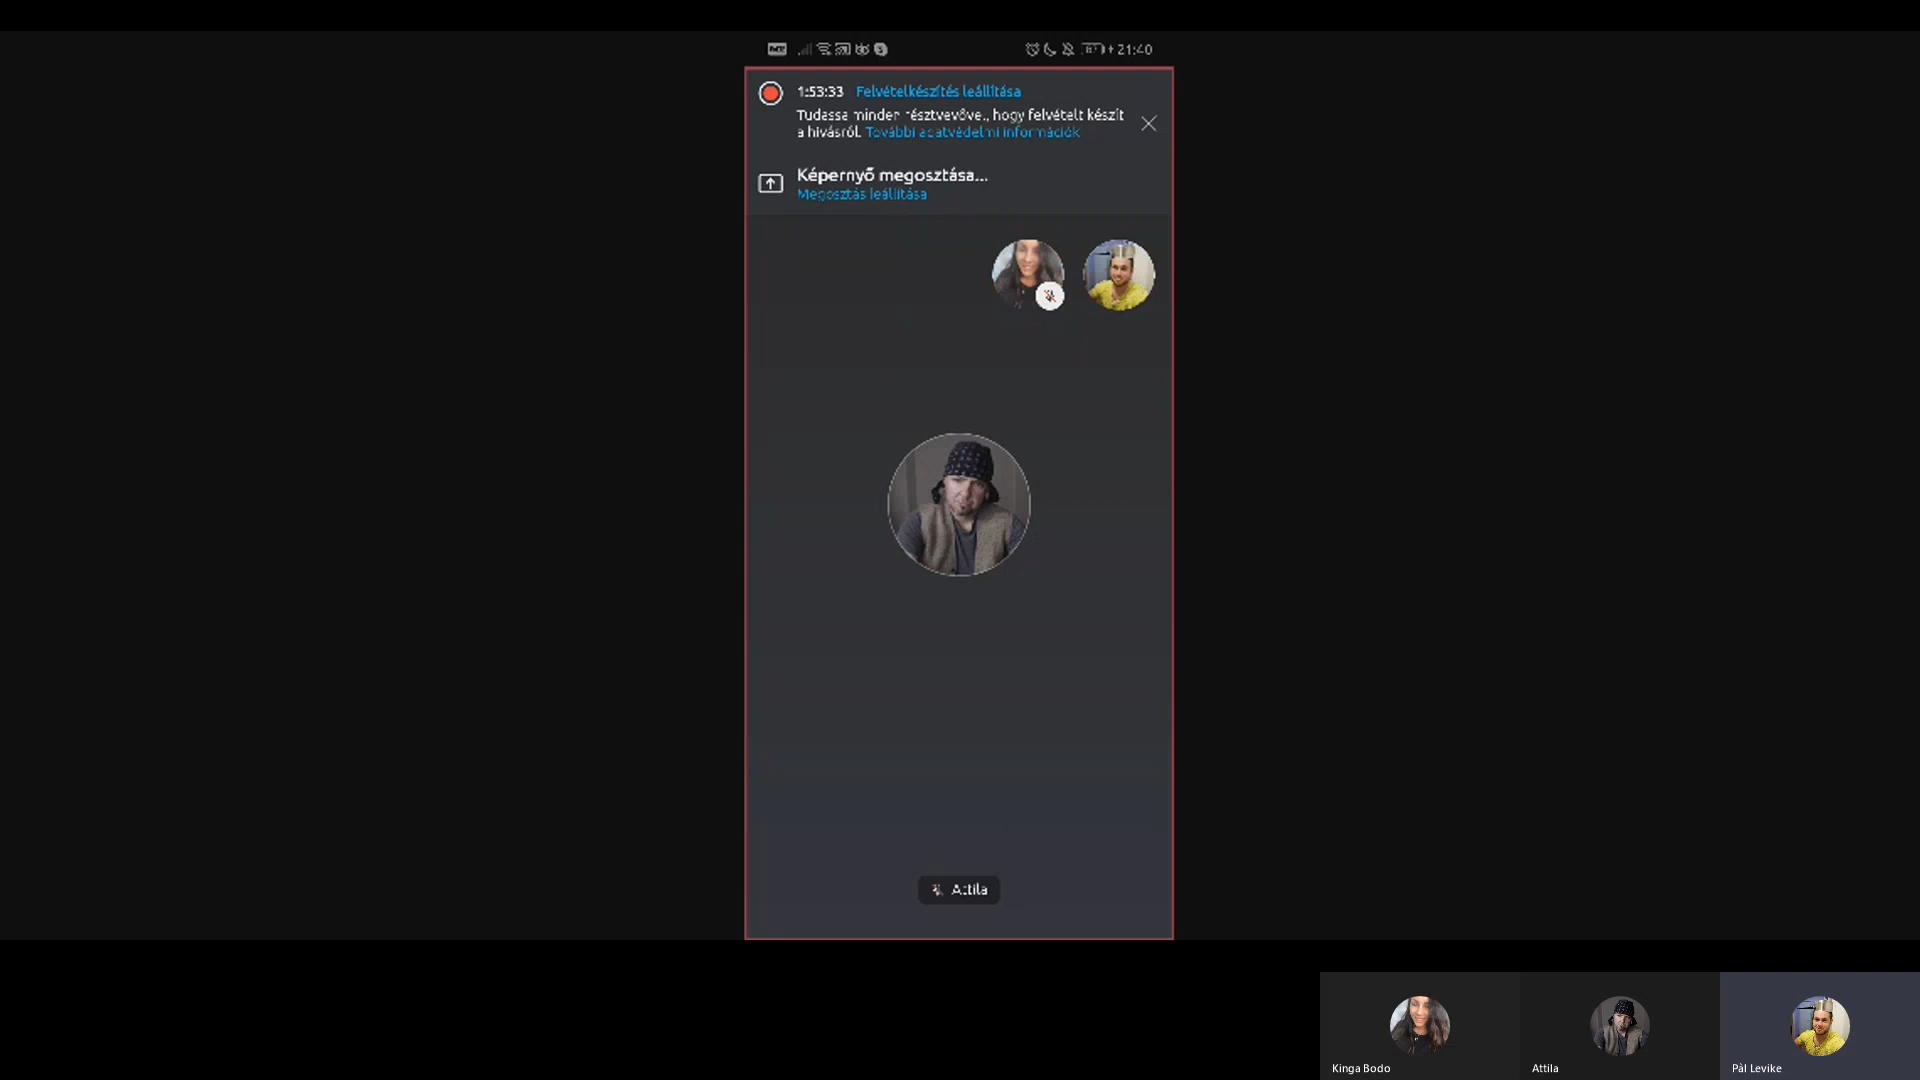 21:40
1:53:33 Felvételkészítés leállítása
Tudassa minden résztvevővel, hogy felvételt készít
a hívásról. További adatvédelmi információk
Képernyő megosztása...
Megosztás leállítása
Attila
Kinga Bodo
Attila
Pàl Levike